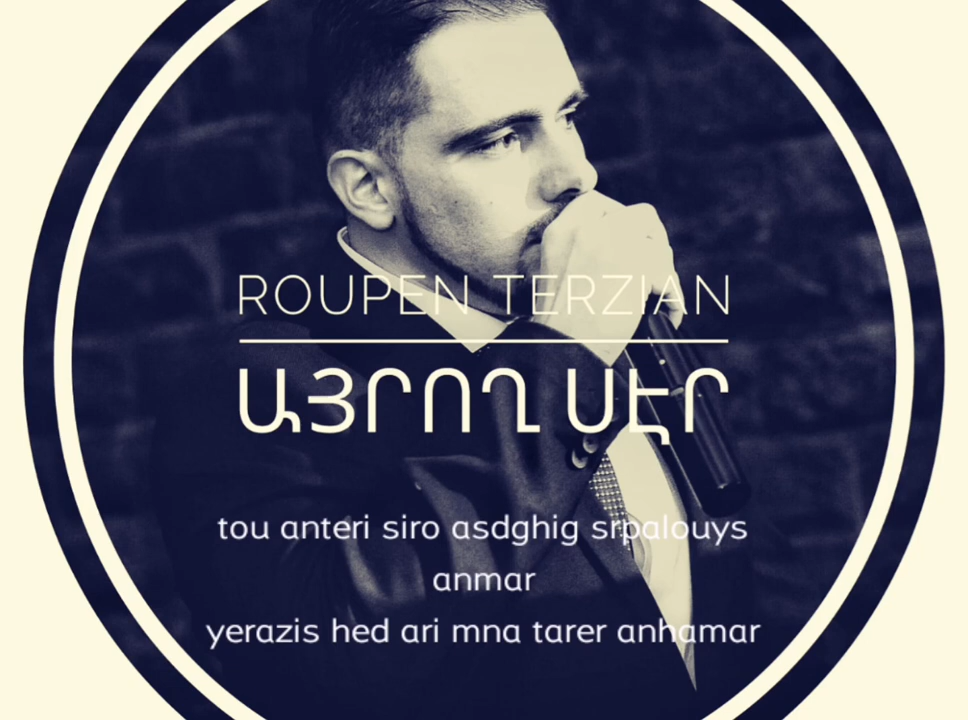 ROUPEN TERZIAN
ԱՅՐՈՂ ՍԷՐ
tou anteri siro asdghig srpalouys
anmar
yerazis hed ari mna tarer anhamar